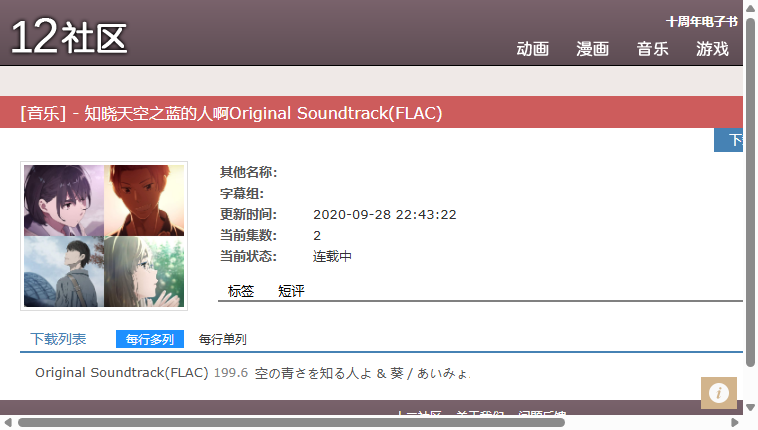 十周年电子书
12社区
动画 漫画 音乐 游戏
[音乐] - 知晓天空之蓝的人啊Original Soundtrack(FLAC)
其他名称:
字幕组:
更新时间: 2020-09-28 22:43:22
当前集数: 2
当前状态: 连载中
标签 短评
下载列表 每行多列 每行单列
Original Soundtrack(FLAC) 199.6 空の青さを知る人よ & 葵 / あいみょ